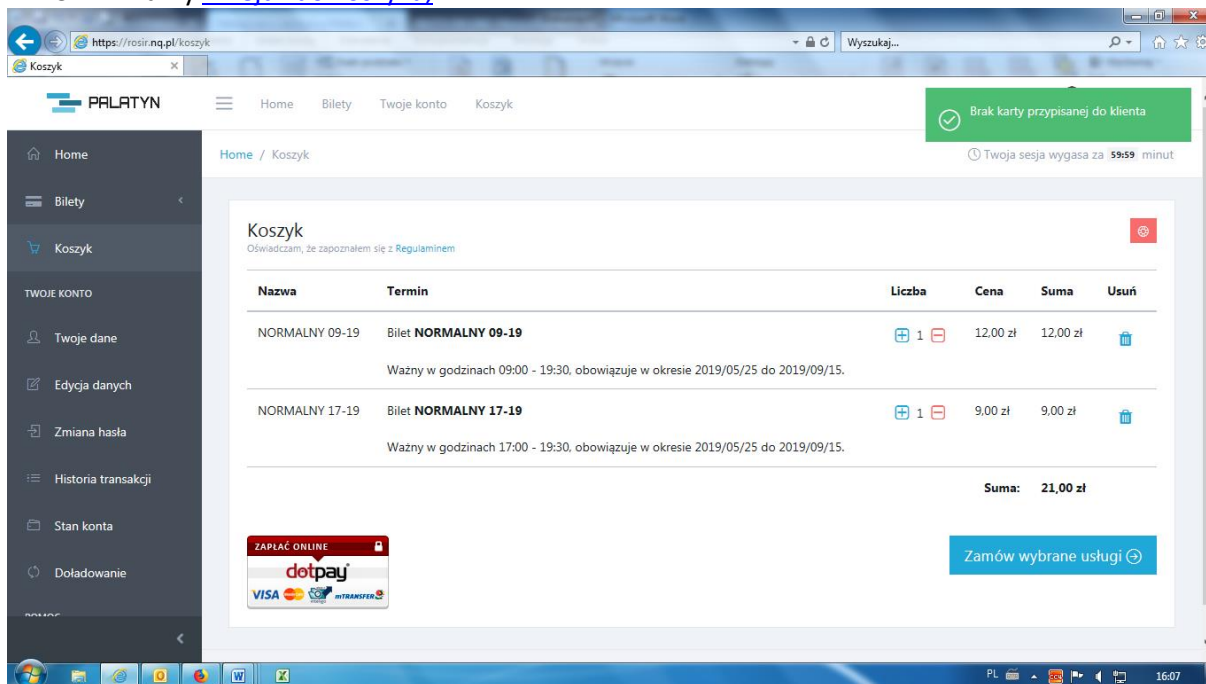 https://rosir.nq.pl/koszyk
Wyszukaj...
Koszyk
PALATYN
Home Bilety Twoje konto Koszyk
Brak karty przypisanej do klienta
Home
Home / Koszyk
Twoja sesja wygasa za 59:59 minut
Bilety
Koszyk
Koszyk
Oświadczam, że zapoznałem się z Regulaminem
TWOJE KONTO
Nazwa Termin Liczba Cena Suma Usuń
Twoje dane
NORMALNY 09-19 Bilet NORMALNY 09-19 1 12,00 zł 12,00 zł
Ważny w godzinach 09:00 - 19:30, obowiązuje w okresie 2019/05/25 do 2019/09/15.
Edycja danych
NORMALNY 17-19 Bilet NORMALNY 17-19 1 9,00 zł 9,00 zł
Zmiana hasła
Ważny w godzinach 17:00 - 19:30, obowiązuje w okresie 2019/05/25 do 2019/09/15.
Historia transakcji
Suma: 21,00 zł
Stan konta
ZAPŁAĆ ONLINE
dotpay
VISA mTRANSFER
Zamów wybrane usługi
Doładowanie
PL 16:07